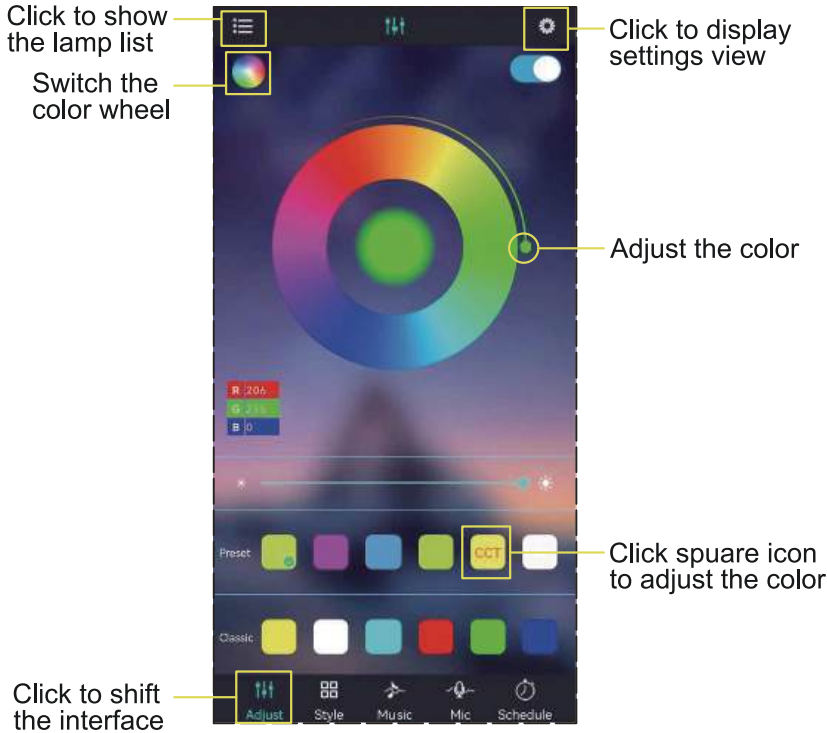 Click to show
the lamp list
Click to display
settings view
Switch the
color wheel
Adjust the color
R 206
G 255
B 0
Preset
CCT
Click spuare icon
to adjust the color
Classic
Click to shift
the interface
Adjust
Style
Music
Mic
Schedule